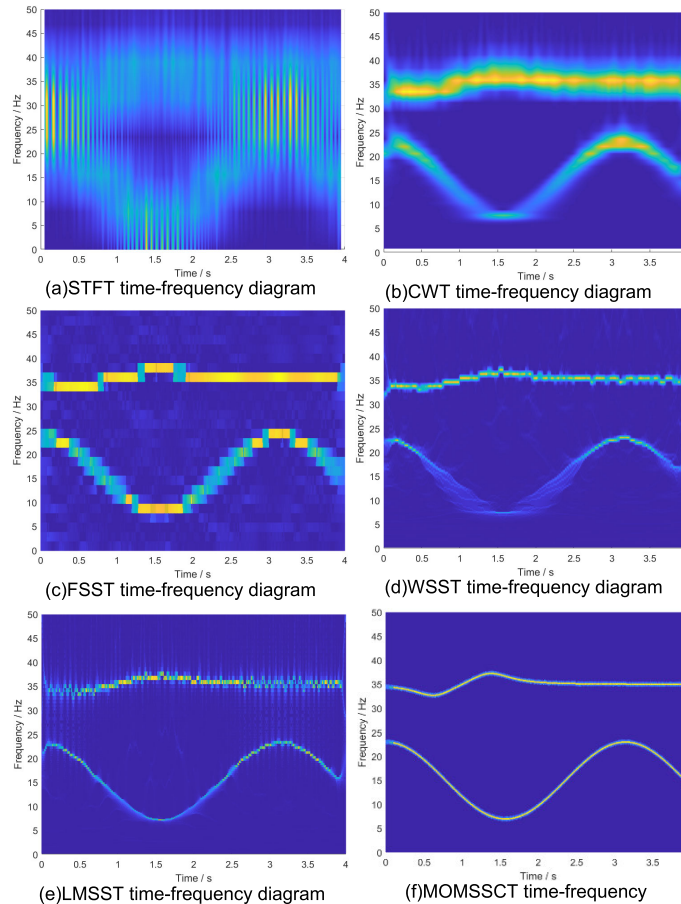 50
45
40
35
30
25
20
15
10
5
0
Frequency / Hz
0 0.5 1 1.5 2 2.5 3 3.5 4
Time / s
(a)STFT time-frequency diagram
50
45
40
35
30
25
20
15
10
5
0
Frequency / Hz
0 0.5 1 1.5 2 2.5 3 3.5
Time / s
(b)CWT time-frequency diagram
50
45
40
35
30
25
20
15
10
5
0
Frequency / Hz
0 0.5 1 1.5 2 2.5 3 3.5 4
Time / s
(c)FSST time-frequency diagram
50
45
40
35
30
25
20
15
10
5
0
Frequency / Hz
0 0.5 1 1.5 2 2.5 3 3.5
Time / s
(d)WSST time-frequency diagram
50
45
40
35
30
25
20
15
10
5
0
Frequency / Hz
0 0.5 1 1.5 2 2.5 3 3.5 4
Time / s
(e)LMSST time-frequency diagram
50
45
40
35
30
25
20
15
10
5
0
Frequency / Hz
0 0.5 1 1.5 2 2.5 3 3.5
Time / s
(f)MOMSSCT time-frequency